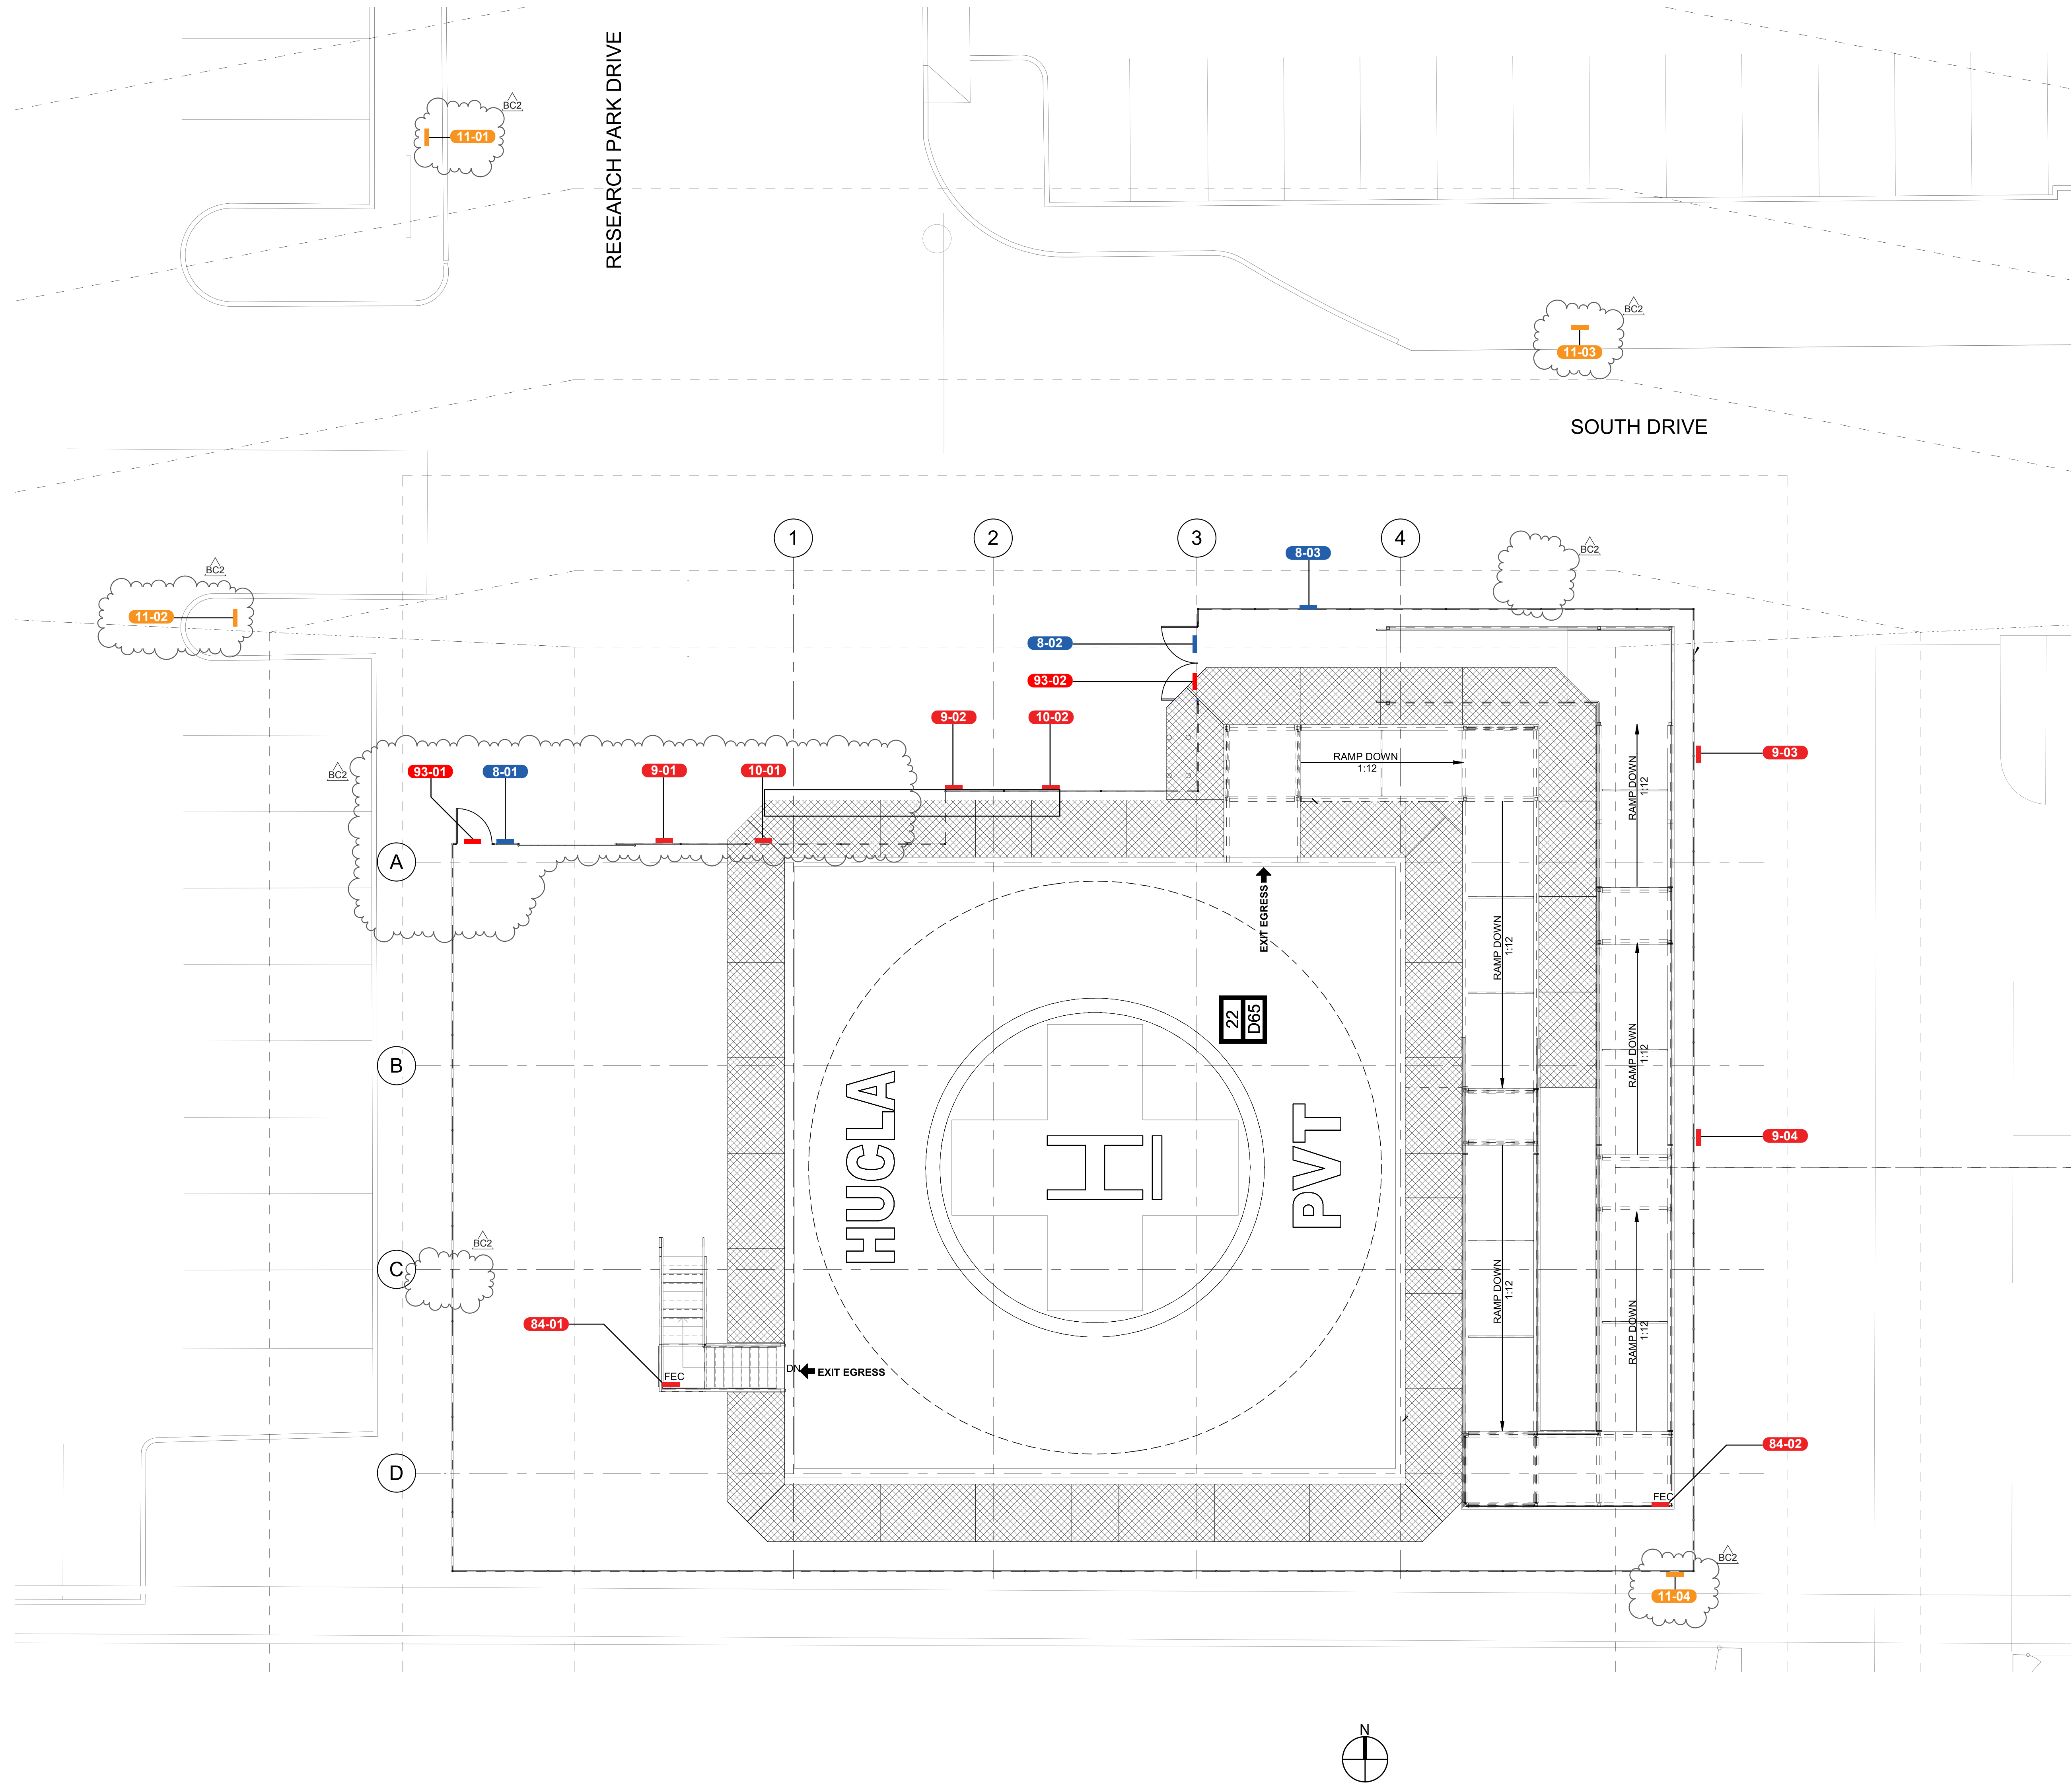 RESEARCH PARK DRIVE
BC2
11-01
BC2
11-03
SOUTH DRIVE
1
2
3
4
8-03
BC2
BC2
11-02
8-02
93-02
9-02
10-02
9-03
RAMP DOWN
1:12
RAMP DOWN
1:12
BC2
93-01
8-01
9-01
10-01
A
EXIT EGRESS
RAMP DOWN
1:12
22
D65
RAMP DOWN
1:12
B
HUCLA
H
PVT
9-04
BC2
C
84-01
RAMP DOWN
1:12
RAMP DOWN
1:12
FEC
DN
EXIT EGRESS
84-02
D
FEC
BC2
11-04
N